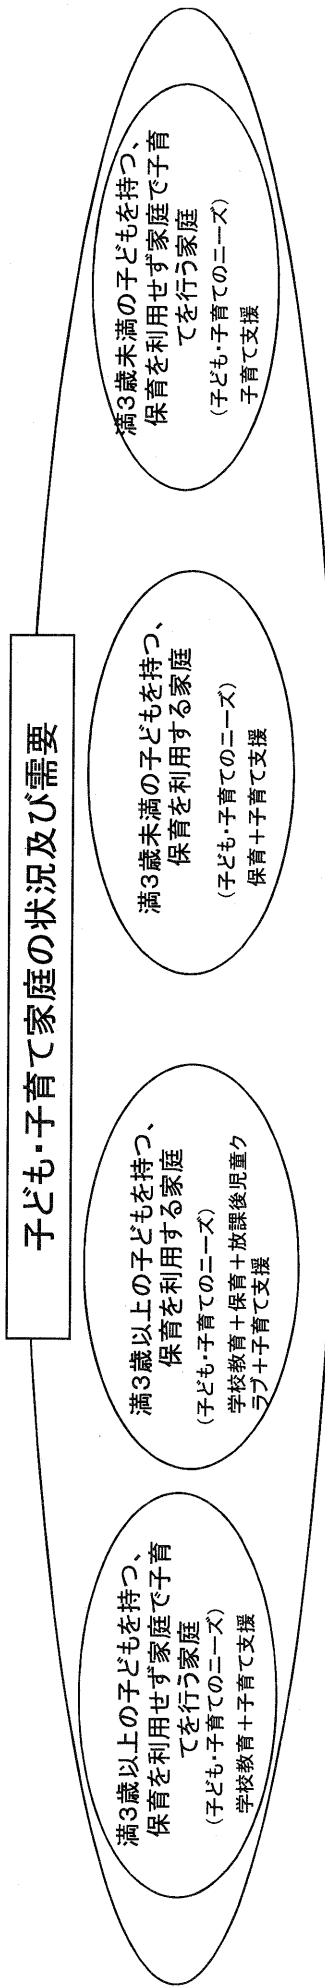 子ども・子育て家庭の状況及び需要
満3歳以上の子どもを持つ、
保育を利用せず家庭で子育
てを行う家庭
(子ども・子育てのニーズ)
学校教育+子育て支援
満3歳以上の子どもを持つ、
保育を利用する家庭
(子ども・子育てのニーズ)
学校教育+保育+放課後児童ク
ラブ+子育て支援
満3歳未満の子どもを持つ、
保育を利用する家庭
(子ども・子育てのニーズ)
保育+子育て支援
満3歳未満の子どもを持つ、
保育を利用せず家庭で子育
てを行う家庭
(子ども・子育てのニーズ)
子育て支援